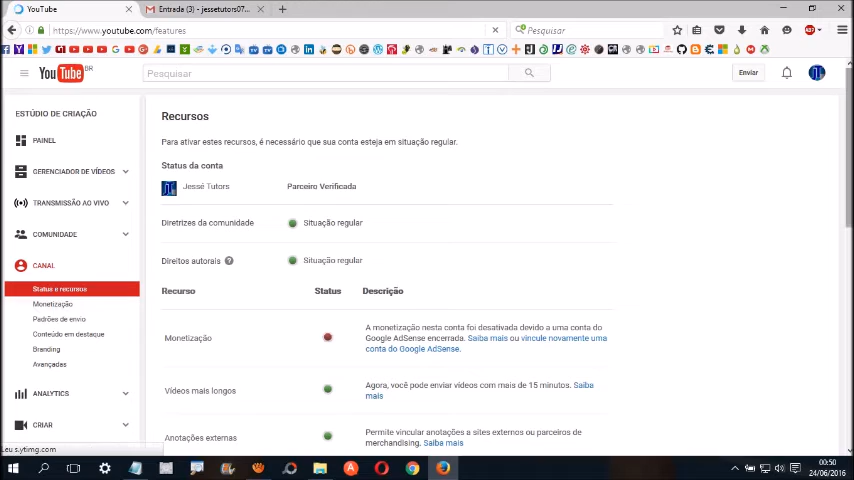 YouTube
Entrada (3) - jessetutors07...
https://www.youtube.com/features
Pesquisar
YouTube BR
Pesquisar
Enviar
ESTÚDIO DE CRIAÇÃO
PAINEL
GERENCIADOR DE VÍDEOS
TRANSMISSÃO AO VIVO
COMUNIDADE
CANAL
Status e recursos
Monetização
Padrões de envio
Conteúdo em destaque
Branding
Avançadas
ANALYTICS
CRIAR
Recursos
Para ativar estes recursos, é necessário que sua conta esteja em situação regular.
Status da conta
Jessé Tutors Parceiro Verificada
Diretrizes da comunidade Situação regular
Direitos autorais ? Situação regular
Recurso Status Descrição
Monetização
A monetização nesta conta foi desativada devido a uma conta do
Google AdSense encerrada. Saiba mais ou vincule novamente uma
conta do Google AdSense.
Vídeos mais longos
Agora, você pode enviar vídeos com mais de 15 minutos. Saiba
mais
Anotações externas
Permite vincular anotações a sites externos ou parceiros de
merchandising. Saiba mais
Leu s.ytimg.com
00:50
24/06/2016